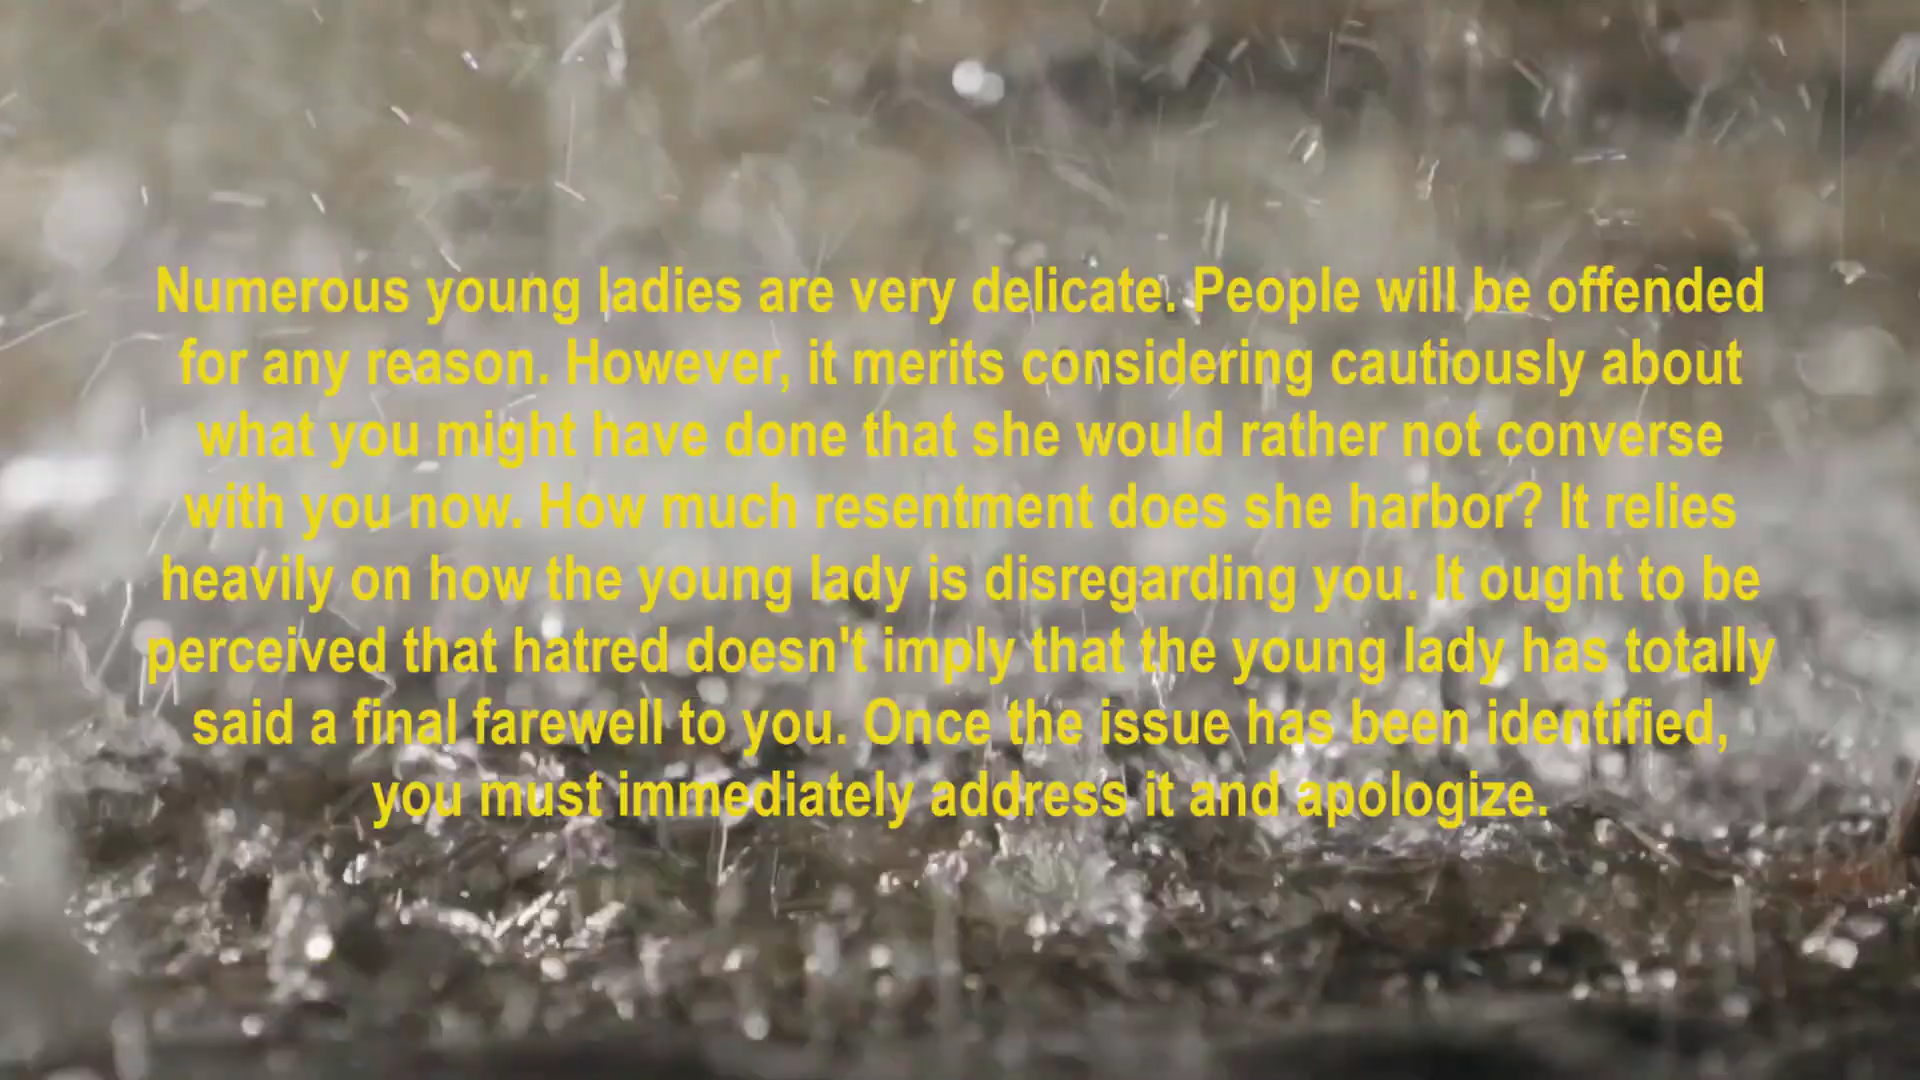 Numerous young ladies are very delicate. People will be offended
for any reason. However, it merits considering cautiously about
what you might have done that she would rather not converse
with you now. How much resentment does she harbor? It relies
heavily on how the young lady is disregarding you. It ought to be
perceived that hatred doesn't imply that the young lady has totally
said a final farewell to you. Once the issue has been identified,
you must immediately address it and apologize.